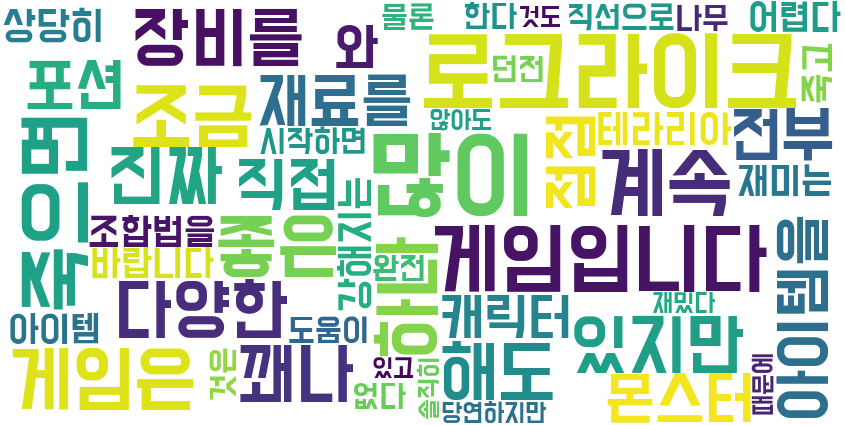 상당히
장비를
와
물론
한다
것도
직선으로
나무
어렵다
포션
조금
재료를
로그라이크
던전
죽고
않아도
시작하면
점점
테라리아
전부
죽이면
진짜
직접
많이
계속
재미는
강해지는
조합법을
좋은
바랍니다
하나
완전
게임입니다
아이템을
다양한
캐릭터
재밌다
아이템
도움이
있지만
게임은
것은
꽤나
있고
없다
솔직히
해도
당연하지만
몬스터
때문에